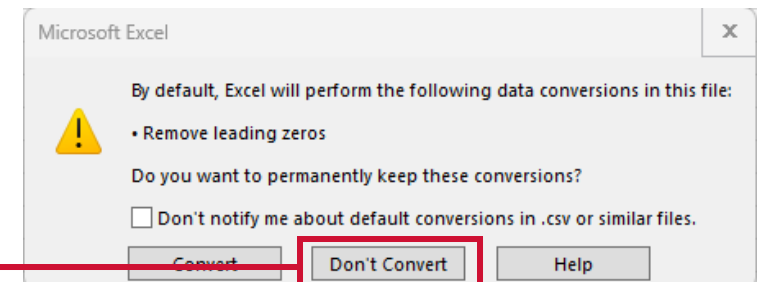 Microsoft Excel
By default, Excel will perform the following data conversions in this file:
• Remove leading zeros
Do you want to permanently keep these conversions?
Don't notify me about default conversions in .csv or similar files.
Convert Don't Convert Help